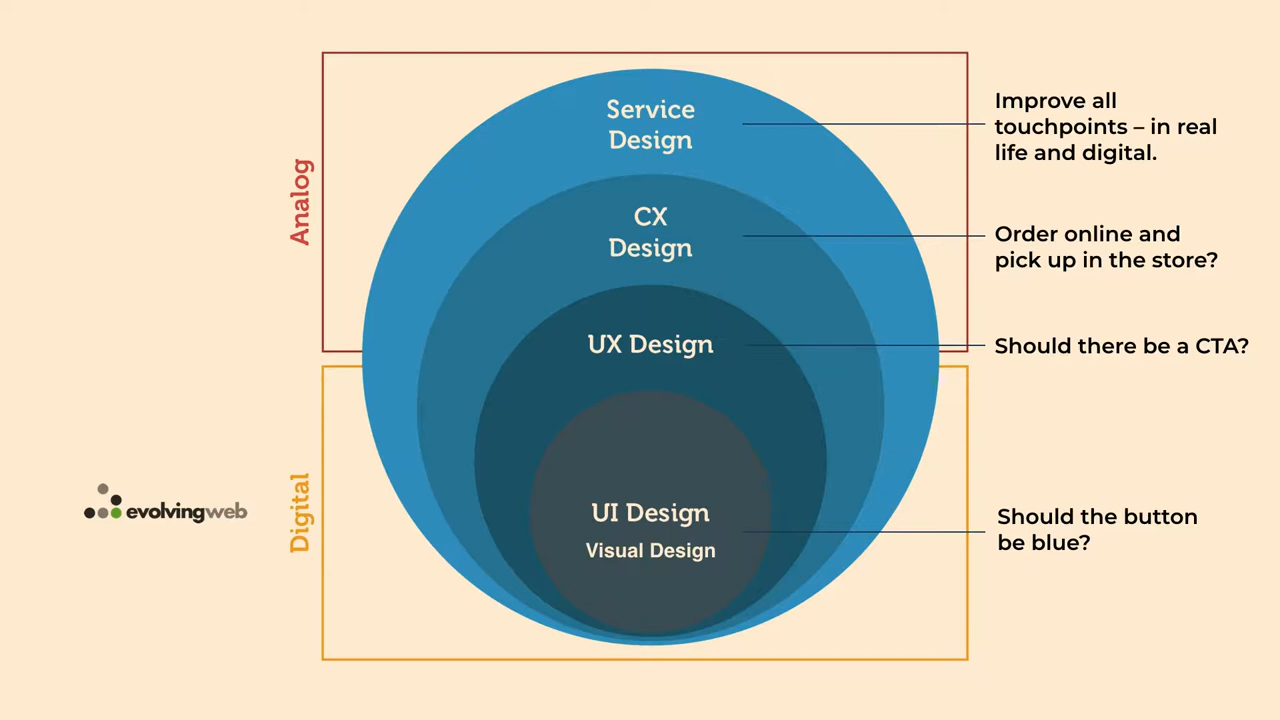 Analog
Service
Design
Improve all
touchpoints – in real
life and digital.
CX
Design
Order online and
pick up in the store?
UX Design
Should there be a CTA?
Digital
evolvingweb
UI Design
Visual Design
Should the button
be blue?